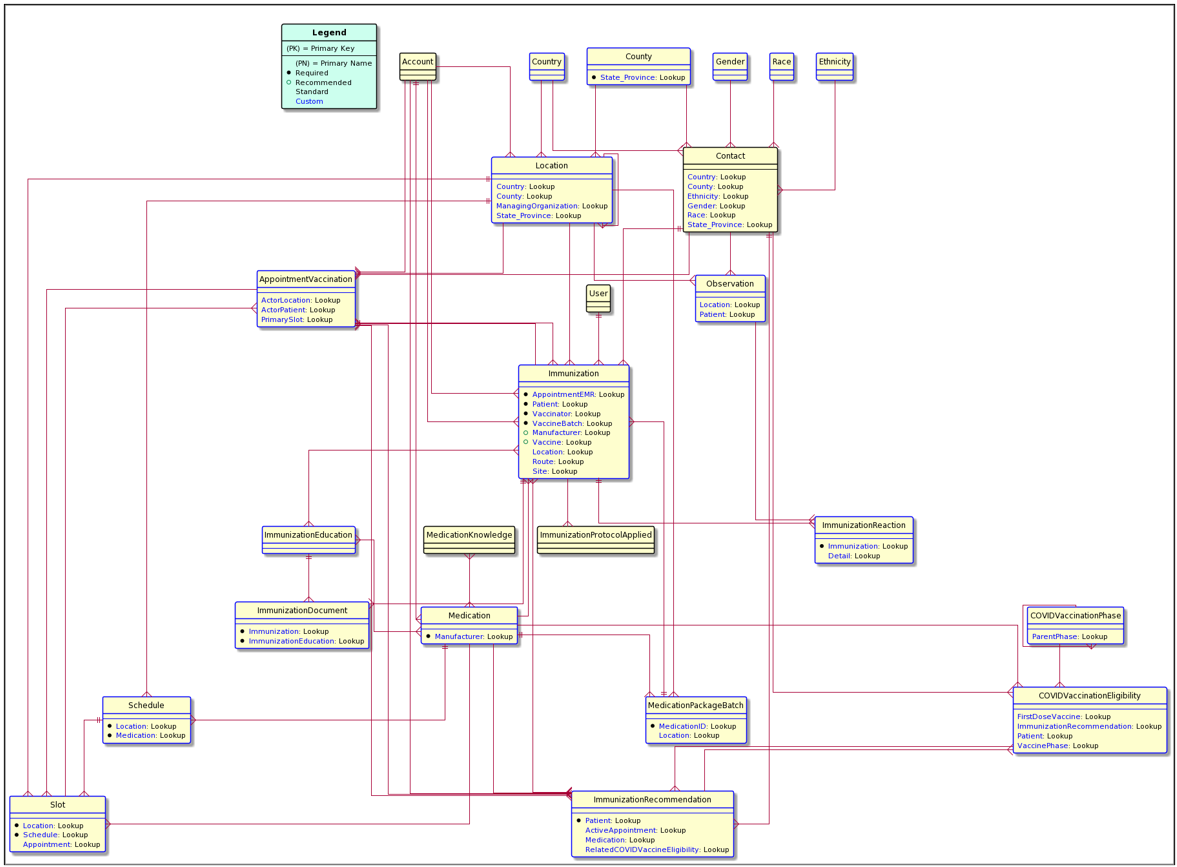 Legend
(PK) = Primary Key
(PN) = Primary Name
Required
Recommended
Standard
Custom
Account
Country
County
State_Province: Lookup
Gender
Race
Ethnicity
Location
Country: Lookup
County: Lookup
ManagingOrganization: Lookup
State_Province: Lookup
Contact
Country: Lookup
County: Lookup
Ethnicity: Lookup
Gender: Lookup
Race: Lookup
State_Province: Lookup
AppointmentVaccination
ActorLocation: Lookup
ActorPatient: Lookup
PrimarySlot: Lookup
User
Observation
Location: Lookup
Patient: Lookup
Immunization
AppointmentEMR: Lookup
Patient: Lookup
Vaccinator: Lookup
VaccineBatch: Lookup
Manufacturer: Lookup
Vaccine: Lookup
Location: Lookup
Route: Lookup
Site: Lookup
ImmunizationEducation
MedicationKnowledge
ImmunizationProtocolApplied
ImmunizationReaction
Immunization: Lookup
Detail: Lookup
ImmunizationDocument
Immunization: Lookup
ImmunizationEducation: Lookup
Medication
Manufacturer: Lookup
COVIDVaccinationPhase
ParentPhase: Lookup
Schedule
Location: Lookup
Medication: Lookup
MedicationPackageBatch
MedicationID: Lookup
Location: Lookup
COVIDVaccinationEligibility
FirstDoseVaccine: Lookup
ImmunizationRecommendation: Lookup
Patient: Lookup
VaccinePhase: Lookup
Slot
Location: Lookup
Schedule: Lookup
Appointment: Lookup
ImmunizationRecommendation
Patient: Lookup
ActiveAppointment: Lookup
Medication: Lookup
RelatedCOVIDVaccineEligibility: Lookup